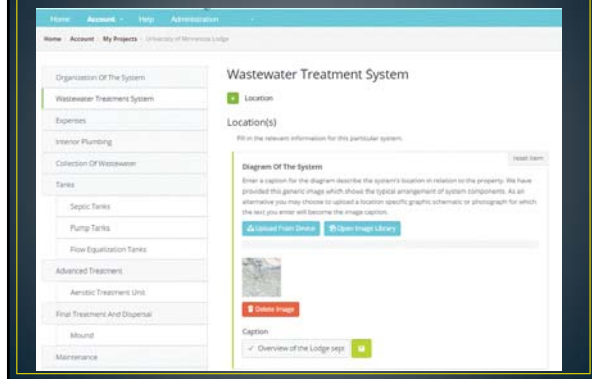 Home Account Help Administration
Home Account My Projects University of Minnesota Lodge
Organization Of The System
Wastewater Treatment System
Expenses
Interior Plumbing
Collection Of Wastewater
Tanks
Septic Tanks
Pump Tanks
Flow Equalization Tanks
Advanced Treatment
Aerobic Treatment Unit
Final Treatment And Dispersal
Mound
Maintenance
Wastewater Treatment System
Location
Location(s)
Fill in the relevant information for this particular system.
reset item
Diagram Of The System
Enter a caption for the diagram describe the system's location in relation to the property. We have
provided this generic image which shows the typical arrangement of system components. As an
alternative you may choose to upload a location specific graphic schematic or photograph for which
the text you enter will become the image caption.
Upload From Device Open Image Library
Delete Image
Caption
Overview of the Lodge sept